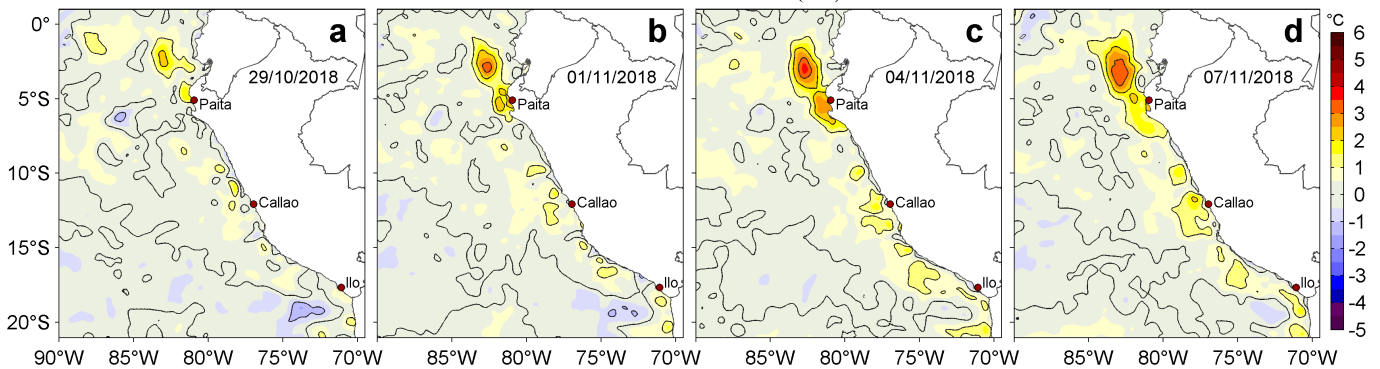 a b c d
°C
29/10/2018 01/11/2018 04/11/2018 07/11/2018
0°
5°S
10°S
15°S
20°S
Paita Paita Paita Paita
Callao Callao Callao Callao
Ilo Ilo Ilo Ilo
90°W 85°W 80°W 75°W 70°W
85°W 80°W 75°W 70°W
85°W 80°W 75°W 70°W
85°W 80°W 75°W 70°W
6
5
4
3
2
1
0
-1
-2
-3
-4
-5